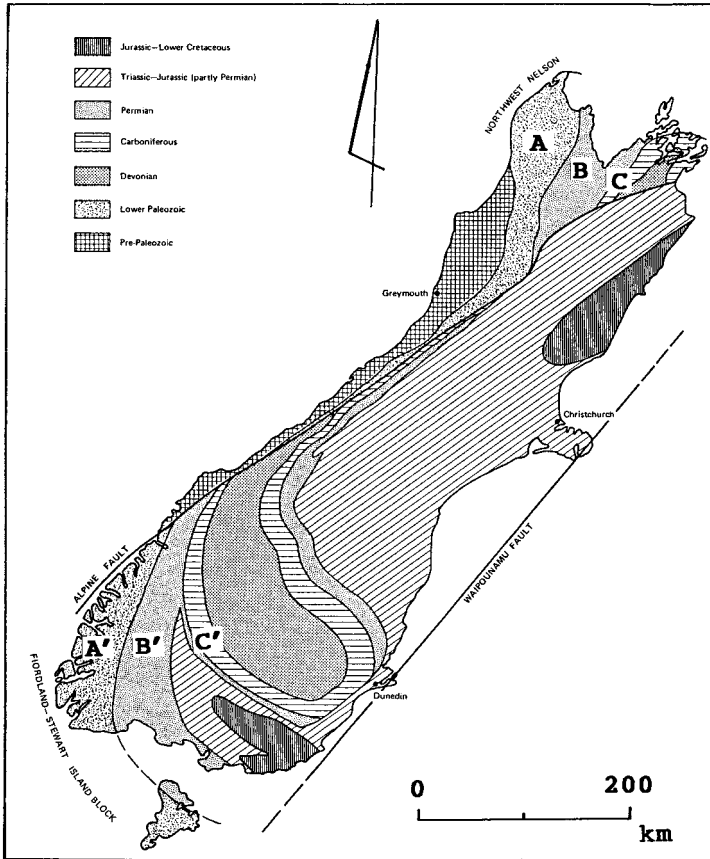 Jurassic—Lower Cretaceous
Triassic—Jurassic (partly Permian)
Permian
Carboniferous
Devonian
Lower Paleozoic
Pre-Paleozoic
NORTHWEST NELSON
A
B
C
Greymouth
Christchurch
ALPINE FAULT
WAIPOUNAMU FAULT
A'
B'
C'
Dunedin
FIORDLAND—STEWART ISLAND BLOCK
0 200
km